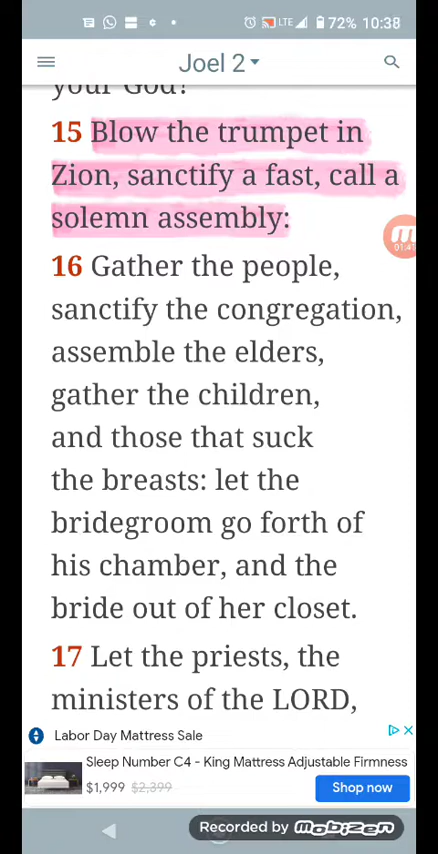 LTE 72% 10:38
Joel 2
your God?
15 Blow the trumpet in
Zion, sanctify a fast, call a
solemn assembly:
16 Gather the people,
sanctify the congregation,
assemble the elders,
gather the children,
and those that suck
the breasts: let the
bridegroom go forth of
his chamber, and the
bride out of her closet.
17 Let the priests, the
ministers of the LORD,
Labor Day Mattress Sale
Sleep Number C4 - King Mattress Adjustable Firmness
$1,999 $2,399
Shop now
Recorded by mobizen